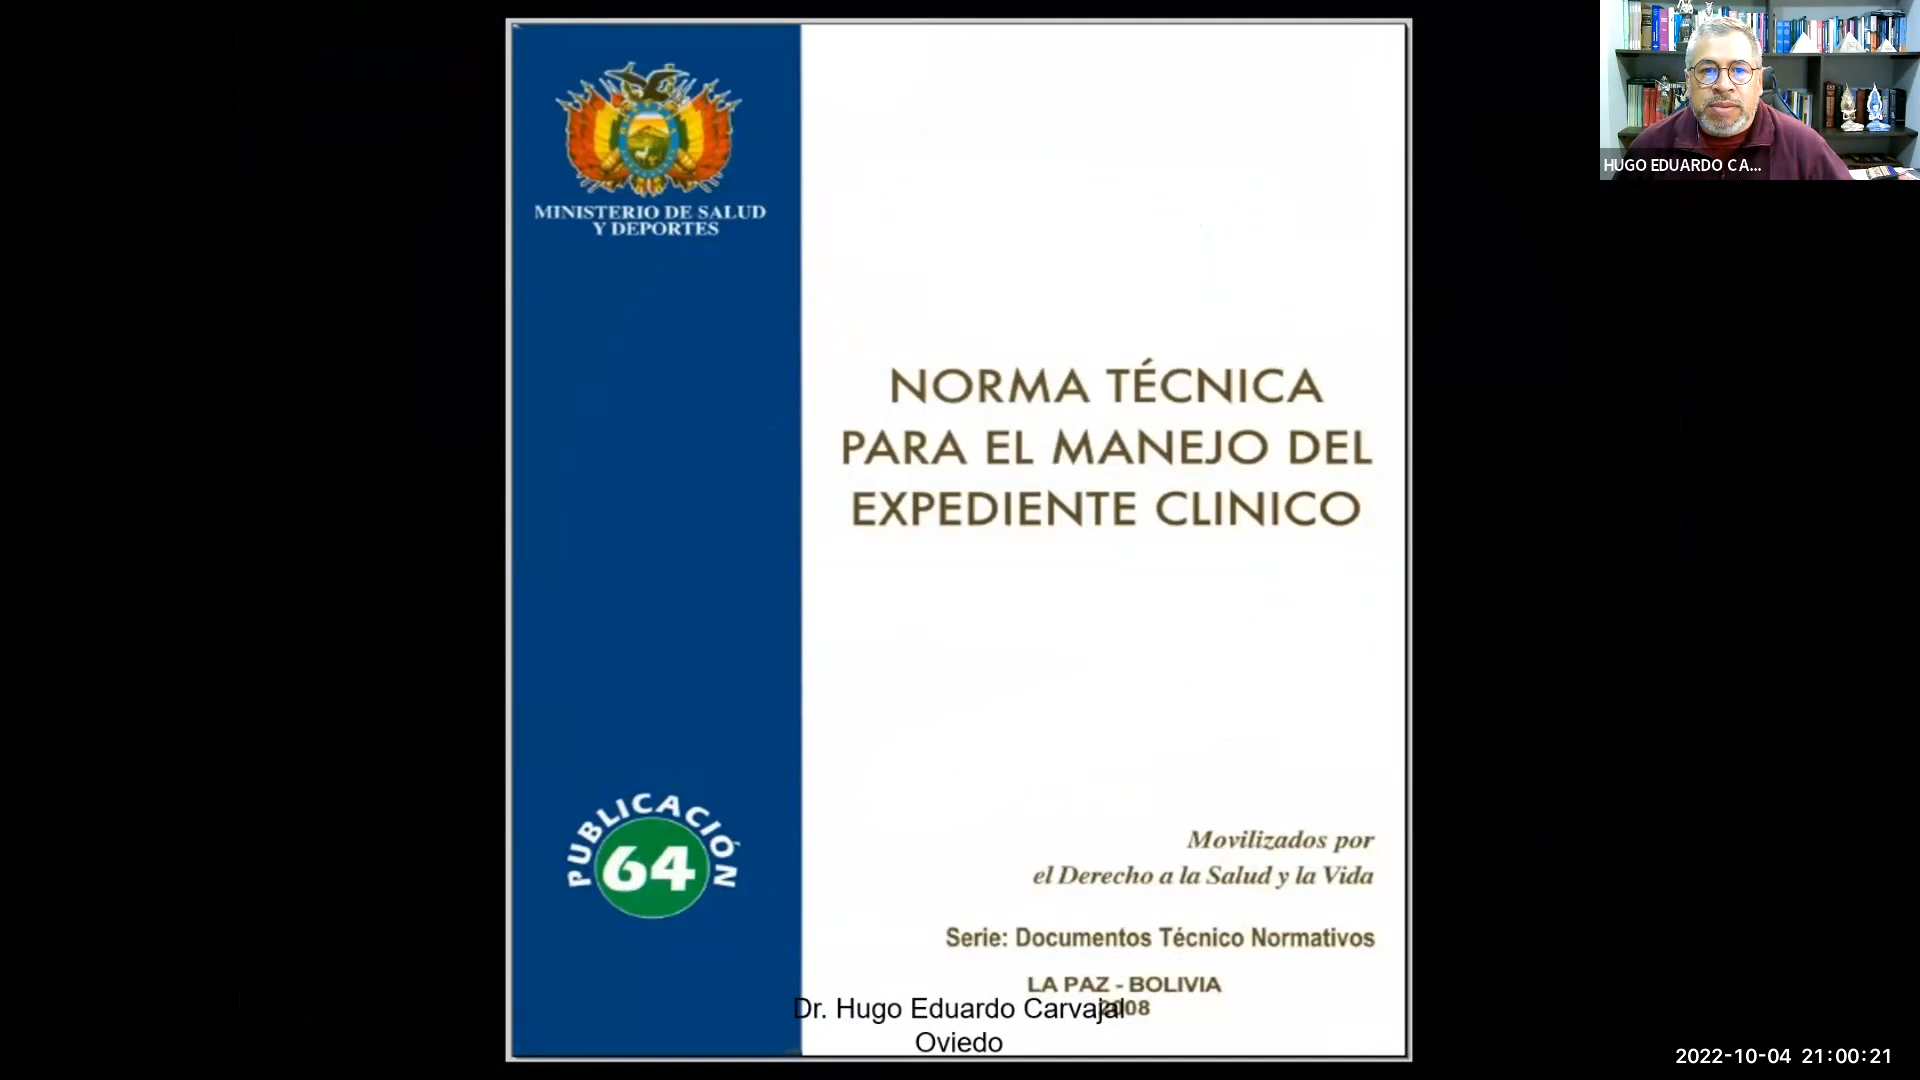 MINISTERIO DE SALUD
Y DEPORTES
NORMA TÉCNICA
PARA EL MANEJO DEL
EXPEDIENTE CLINICO
PUBLICACIÓN
64
Movilizados por
el Derecho a la Salud y la Vida
Serie: Documentos Técnico Normativos
LA PAZ - BOLIVIA
2008
Dr. Hugo Eduardo Carvajal
Oviedo
HUGO EDUARDO CA...
2022-10-04 21:00:21